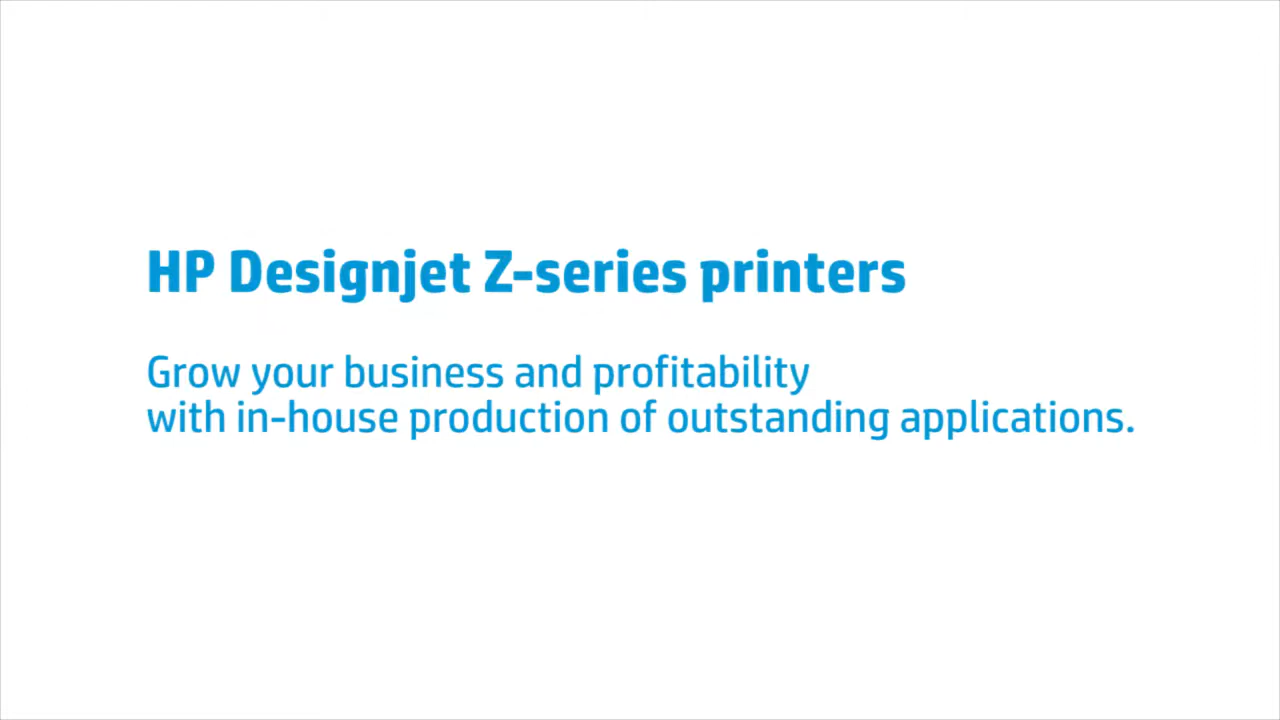 HP Designjet Z-series printers
Grow your business and profitability
with in-house production of outstanding applications.